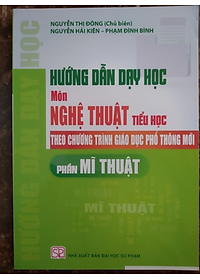 NGUYỄN THỊ ĐÔNG (Chủ biên)
NGUYỄN HẢI KIÊN - PHẠM ĐÌNH BÌNH
HƯỚNG DẪN DẠY HỌC
Môn
NGHỆ THUẬT TIỂU HỌC
THEO CHƯƠNG TRÌNH GIÁO DỤC PHỔ THÔNG MỚI
PHẦN MĨ THUẬT
MĨ THUẬT
NHÀ XUẤT BẢN ĐẠI HỌC SƯ PHẠM